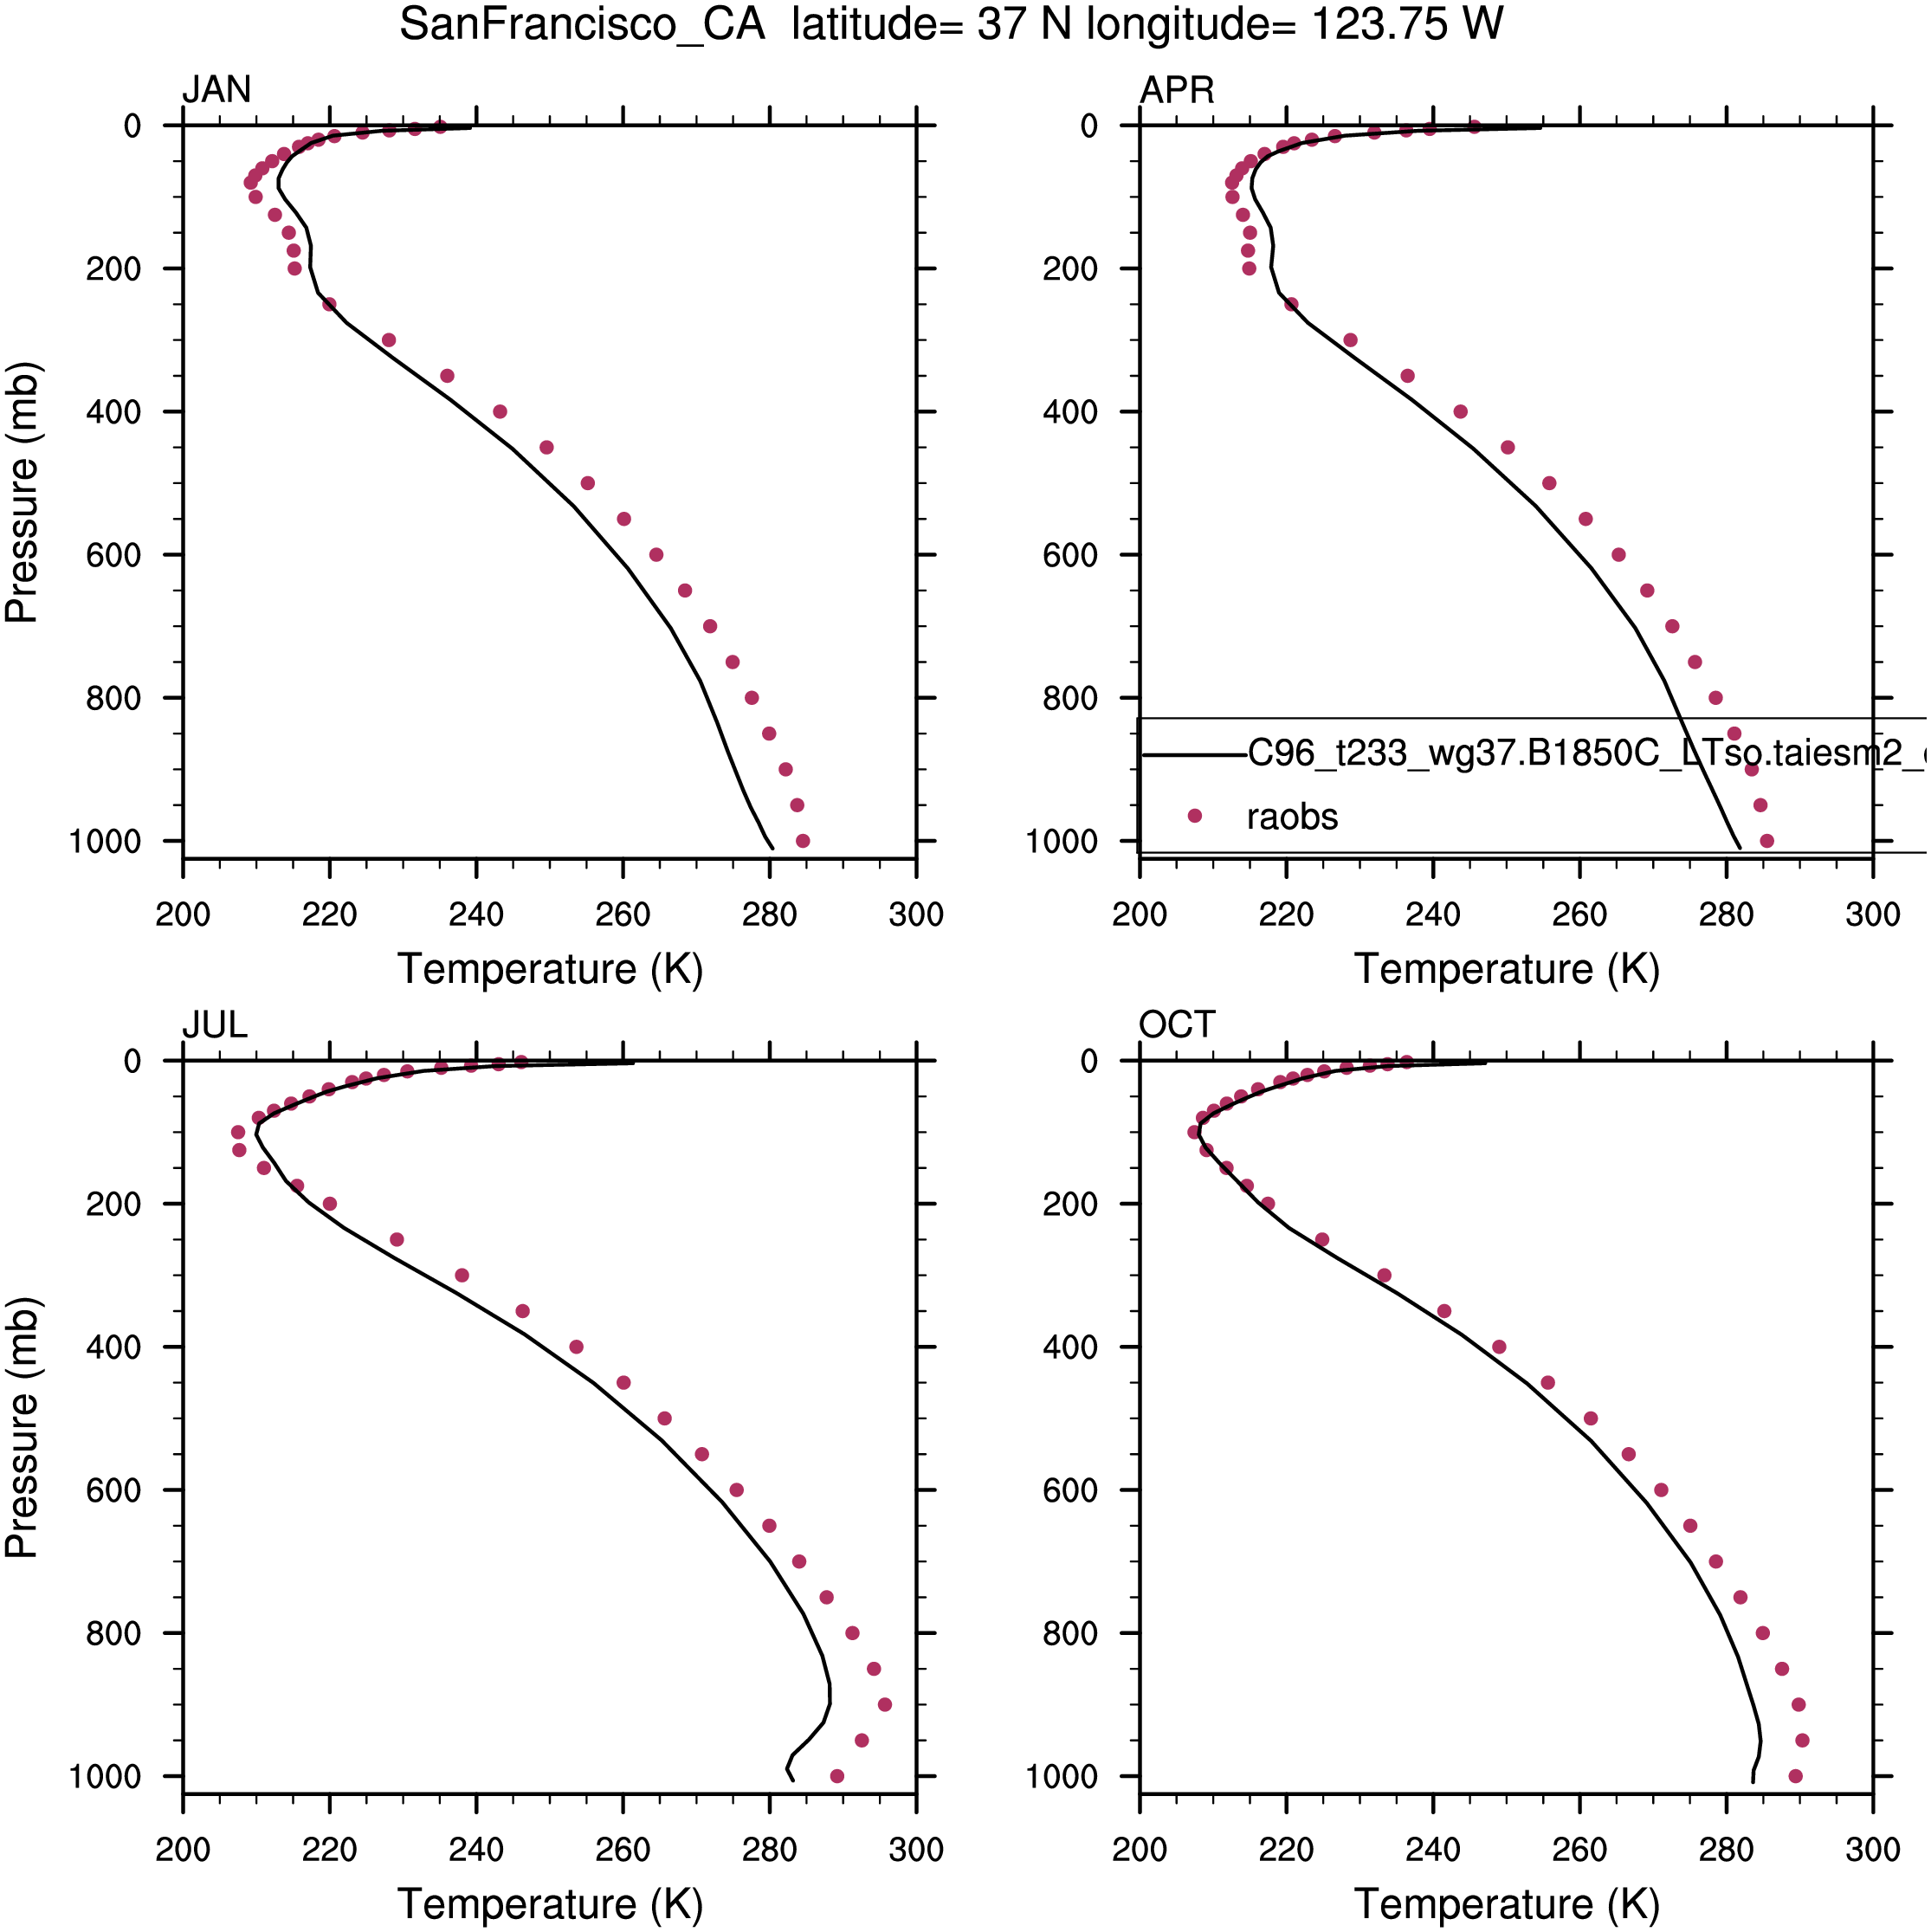 SanFrancisco_CA latitude= 37 N longitude= 123.75 W
JAN
0
200
400
600
800
1000
Pressure (mb)
200 220 240 260 280 300
Temperature (K)
APR
0
200
400
600
800
1000
C96_t233_wg37.B1850C_LTso.taiesm2_
raobs
200 220 240 260 280 300
Temperature (K)
JUL
0
200
400
600
800
1000
Pressure (mb)
200 220 240 260 280 300
Temperature (K)
OCT
0
200
400
600
800
1000
200 220 240 260 280 300
Temperature (K)